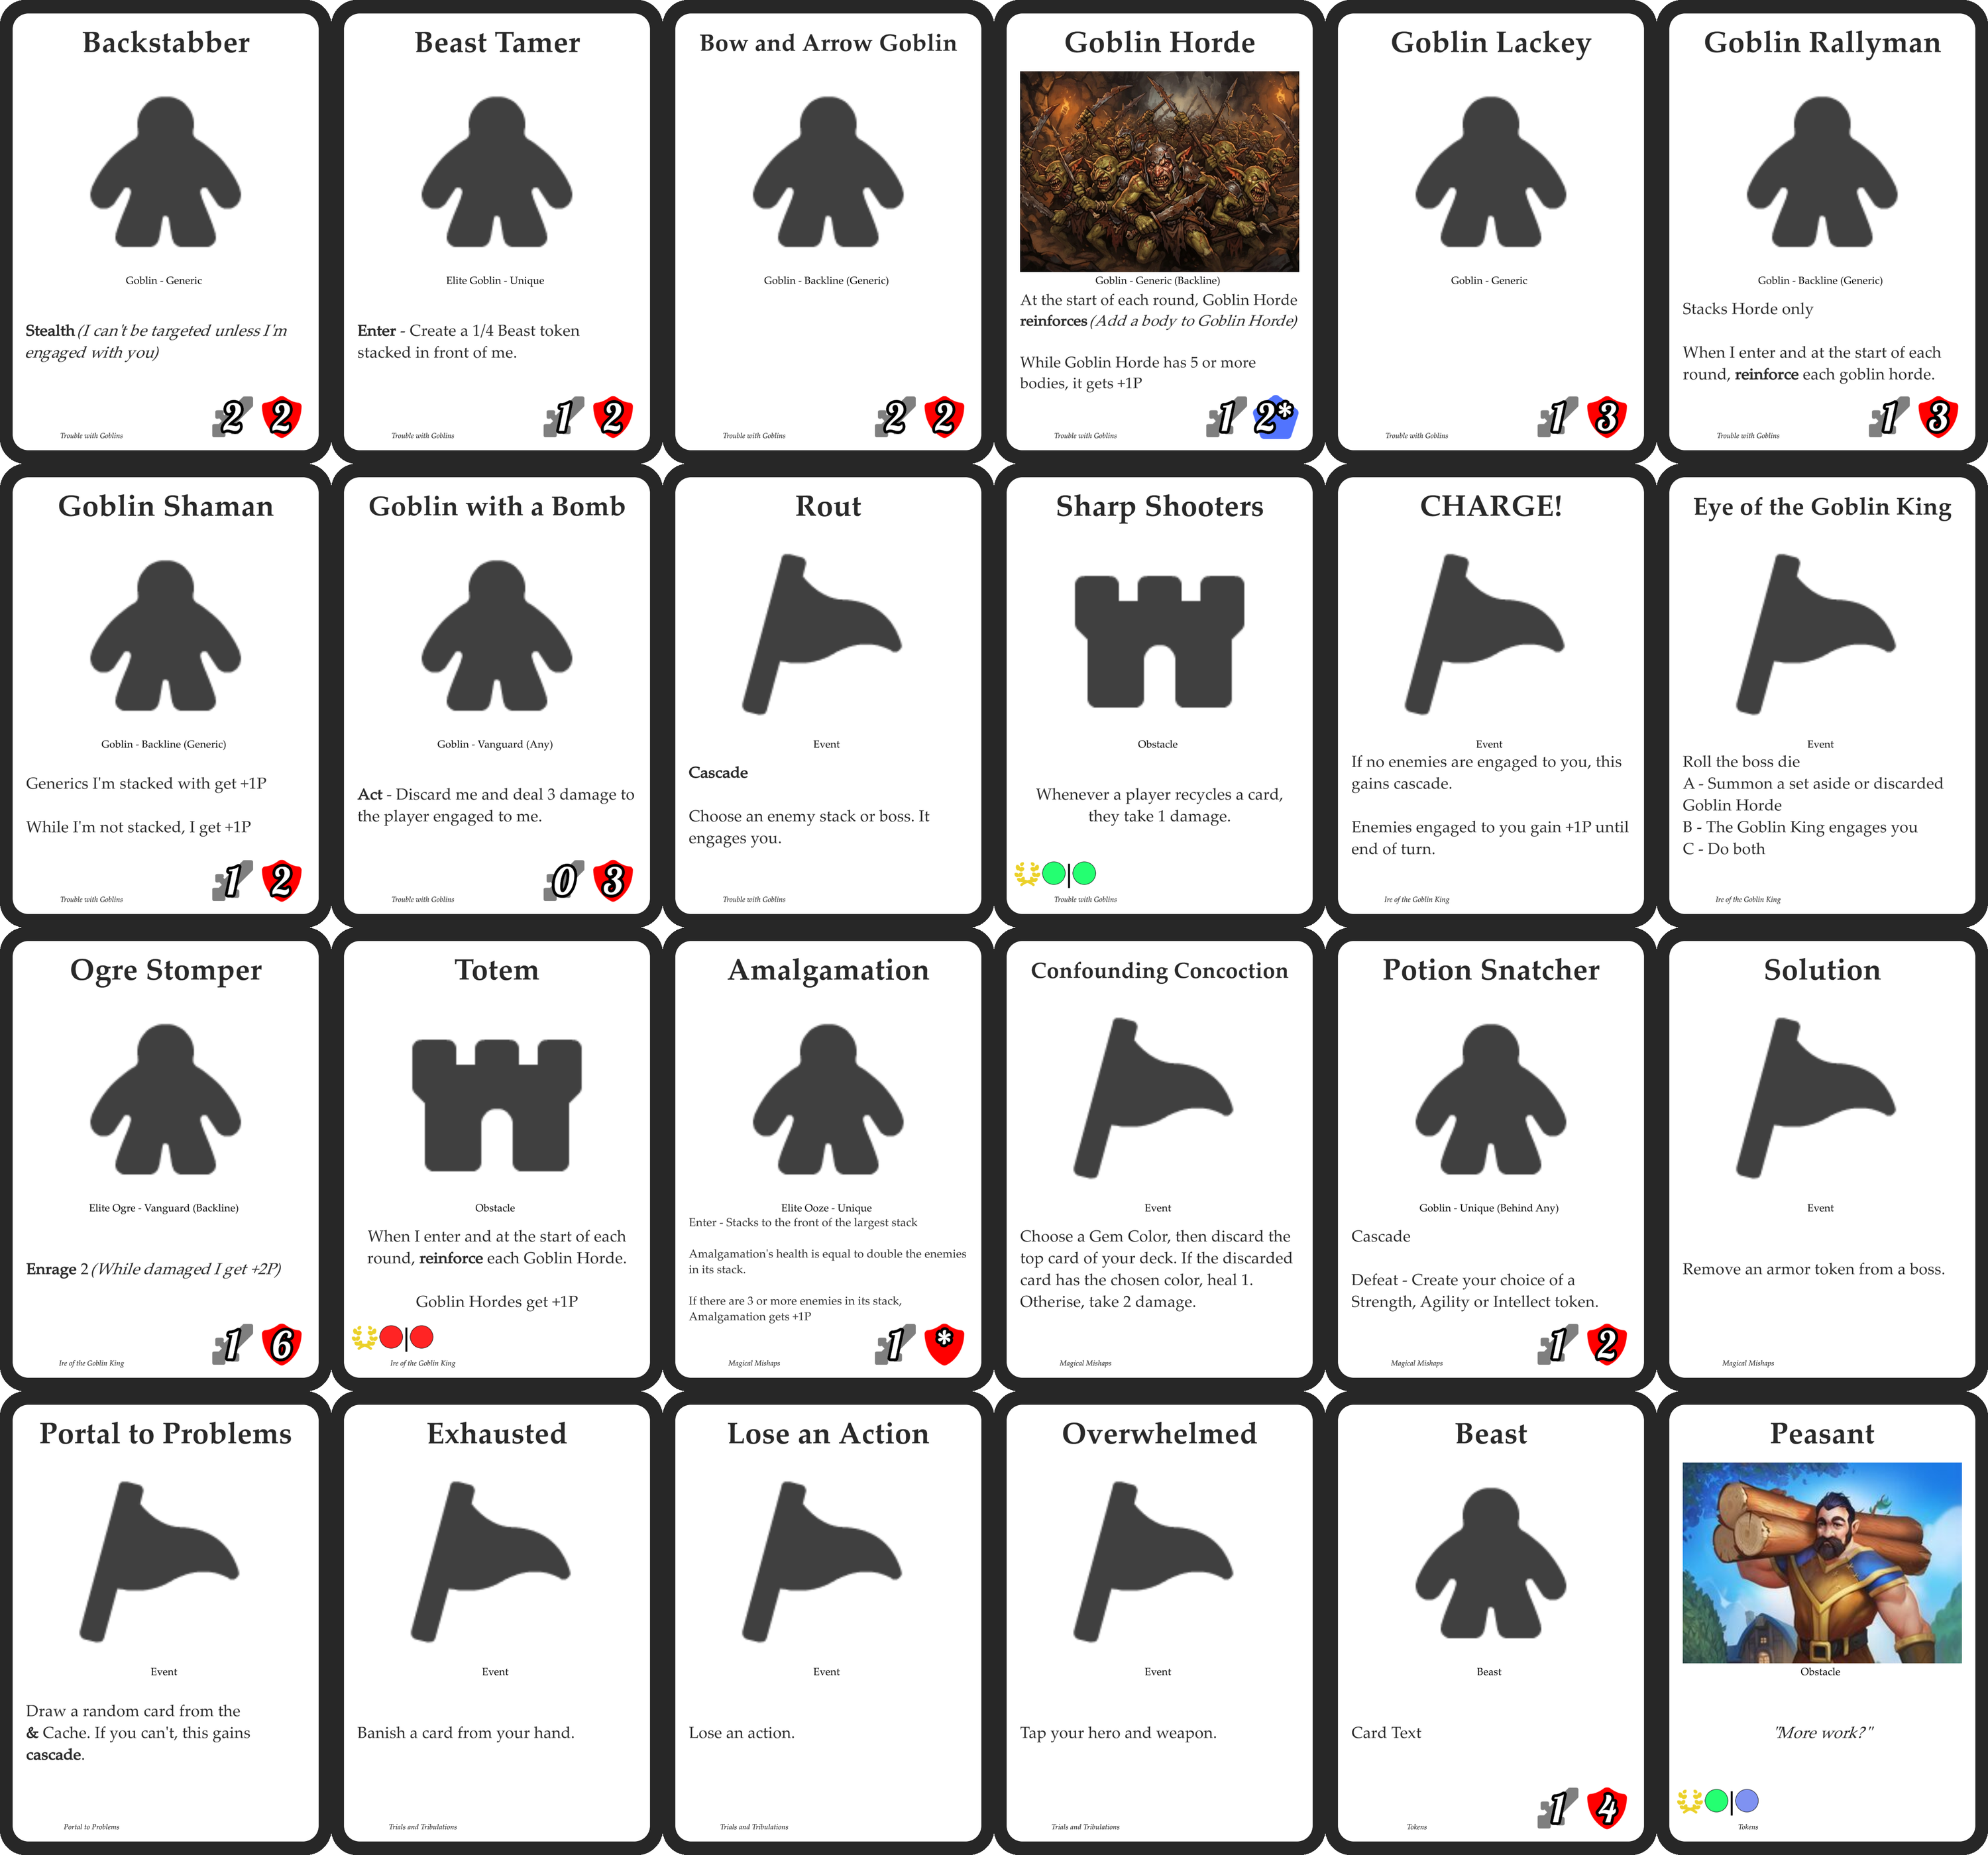 Backstabber
Goblin - Generic
Stealth (I can't be targeted unless I'm
engaged with you)
2 2
Trouble with Goblins
Beast Tamer
Elite Goblin - Unique
Enter - Create a 1/4 Beast token
stacked in front of me.
1 2
Trouble with Goblins
Bow and Arrow Goblin
Goblin - Backline (Generic)
2 2
Trouble with Goblins
Goblin Horde
Goblin - Generic (Backline)
At the start of each round, Goblin Horde
reinforces (Add a body to Goblin Horde)
While Goblin Horde has 5 or more
bodies, it gets +1P
1 2*
Trouble with Goblins
Goblin Lackey
Goblin - Generic
1 3
Trouble with Goblins
Goblin Rallyman
Goblin - Backline (Generic)
Stacks Horde only
When I enter and at the start of each
round, reinforce each goblin horde.
1 3
Trouble with Goblins
Goblin Shaman
Goblin - Backline (Generic)
Generics I'm stacked with get +1P
While I'm not stacked, I get +1P
1 2
Trouble with Goblins
Goblin with a Bomb
Goblin - Vanguard (Any)
Act - Discard me and deal 3 damage to
the player engaged to me.
0 3
Trouble with Goblins
Rout
Event
Cascade
Choose an enemy stack or boss. It
engages you.
Trouble with Goblins
Sharp Shooters
Obstacle
Whenever a player recycles a card,
they take 1 damage.
Trouble with Goblins
CHARGE!
Event
If no enemies are engaged to you, this
gains cascade.
Enemies engaged to you gain +1P until
end of turn.
Ire of the Goblin King
Eye of the Goblin King
Event
Roll the boss die
A - Summon a set aside or discarded
Goblin Horde
B - The Goblin King engages you
C - Do both
Ire of the Goblin King
Ogre Stomper
Elite Ogre - Vanguard (Backline)
Enrage 2 (While damaged I get +2P)
1 6
Ire of the Goblin King
Totem
Obstacle
When I enter and at the start of each
round, reinforce each Goblin Horde.
Goblin Hordes get +1P
Ire of the Goblin King
Amalgamation
Elite Ooze - Unique
Enter - Stacks to the front of the largest stack
Amalgamation's health is equal to double the enemies
in its stack.
If there are 3 or more enemies in its stack,
Amalgamation gets +1P
1 *
Magical Mishaps
Confounding Concoction
Event
Choose a Gem Color, then discard the
top card of your deck. If the discarded
card has the chosen color, heal 1.
Otherise, take 2 damage.
Magical Mishaps
Potion Snatcher
Goblin - Unique (Behind Any)
Cascade
Defeat - Create your choice of a
Strength, Agility or Intellect token.
1 2
Magical Mishaps
Solution
Event
Remove an armor token from a boss.
Magical Mishaps
Portal to Problems
Event
Draw a random card from the
& Cache. If you can't, this gains
cascade.
Portal to Problems
Exhausted
Event
Banish a card from your hand.
Trials and Tribulations
Lose an Action
Event
Lose an action.
Trials and Tribulations
Overwhelmed
Event
Tap your hero and weapon.
Trials and Tribulations
Beast
Beast
Card Text
1 4
Tokens
Peasant
Obstacle
"More work?"
Tokens